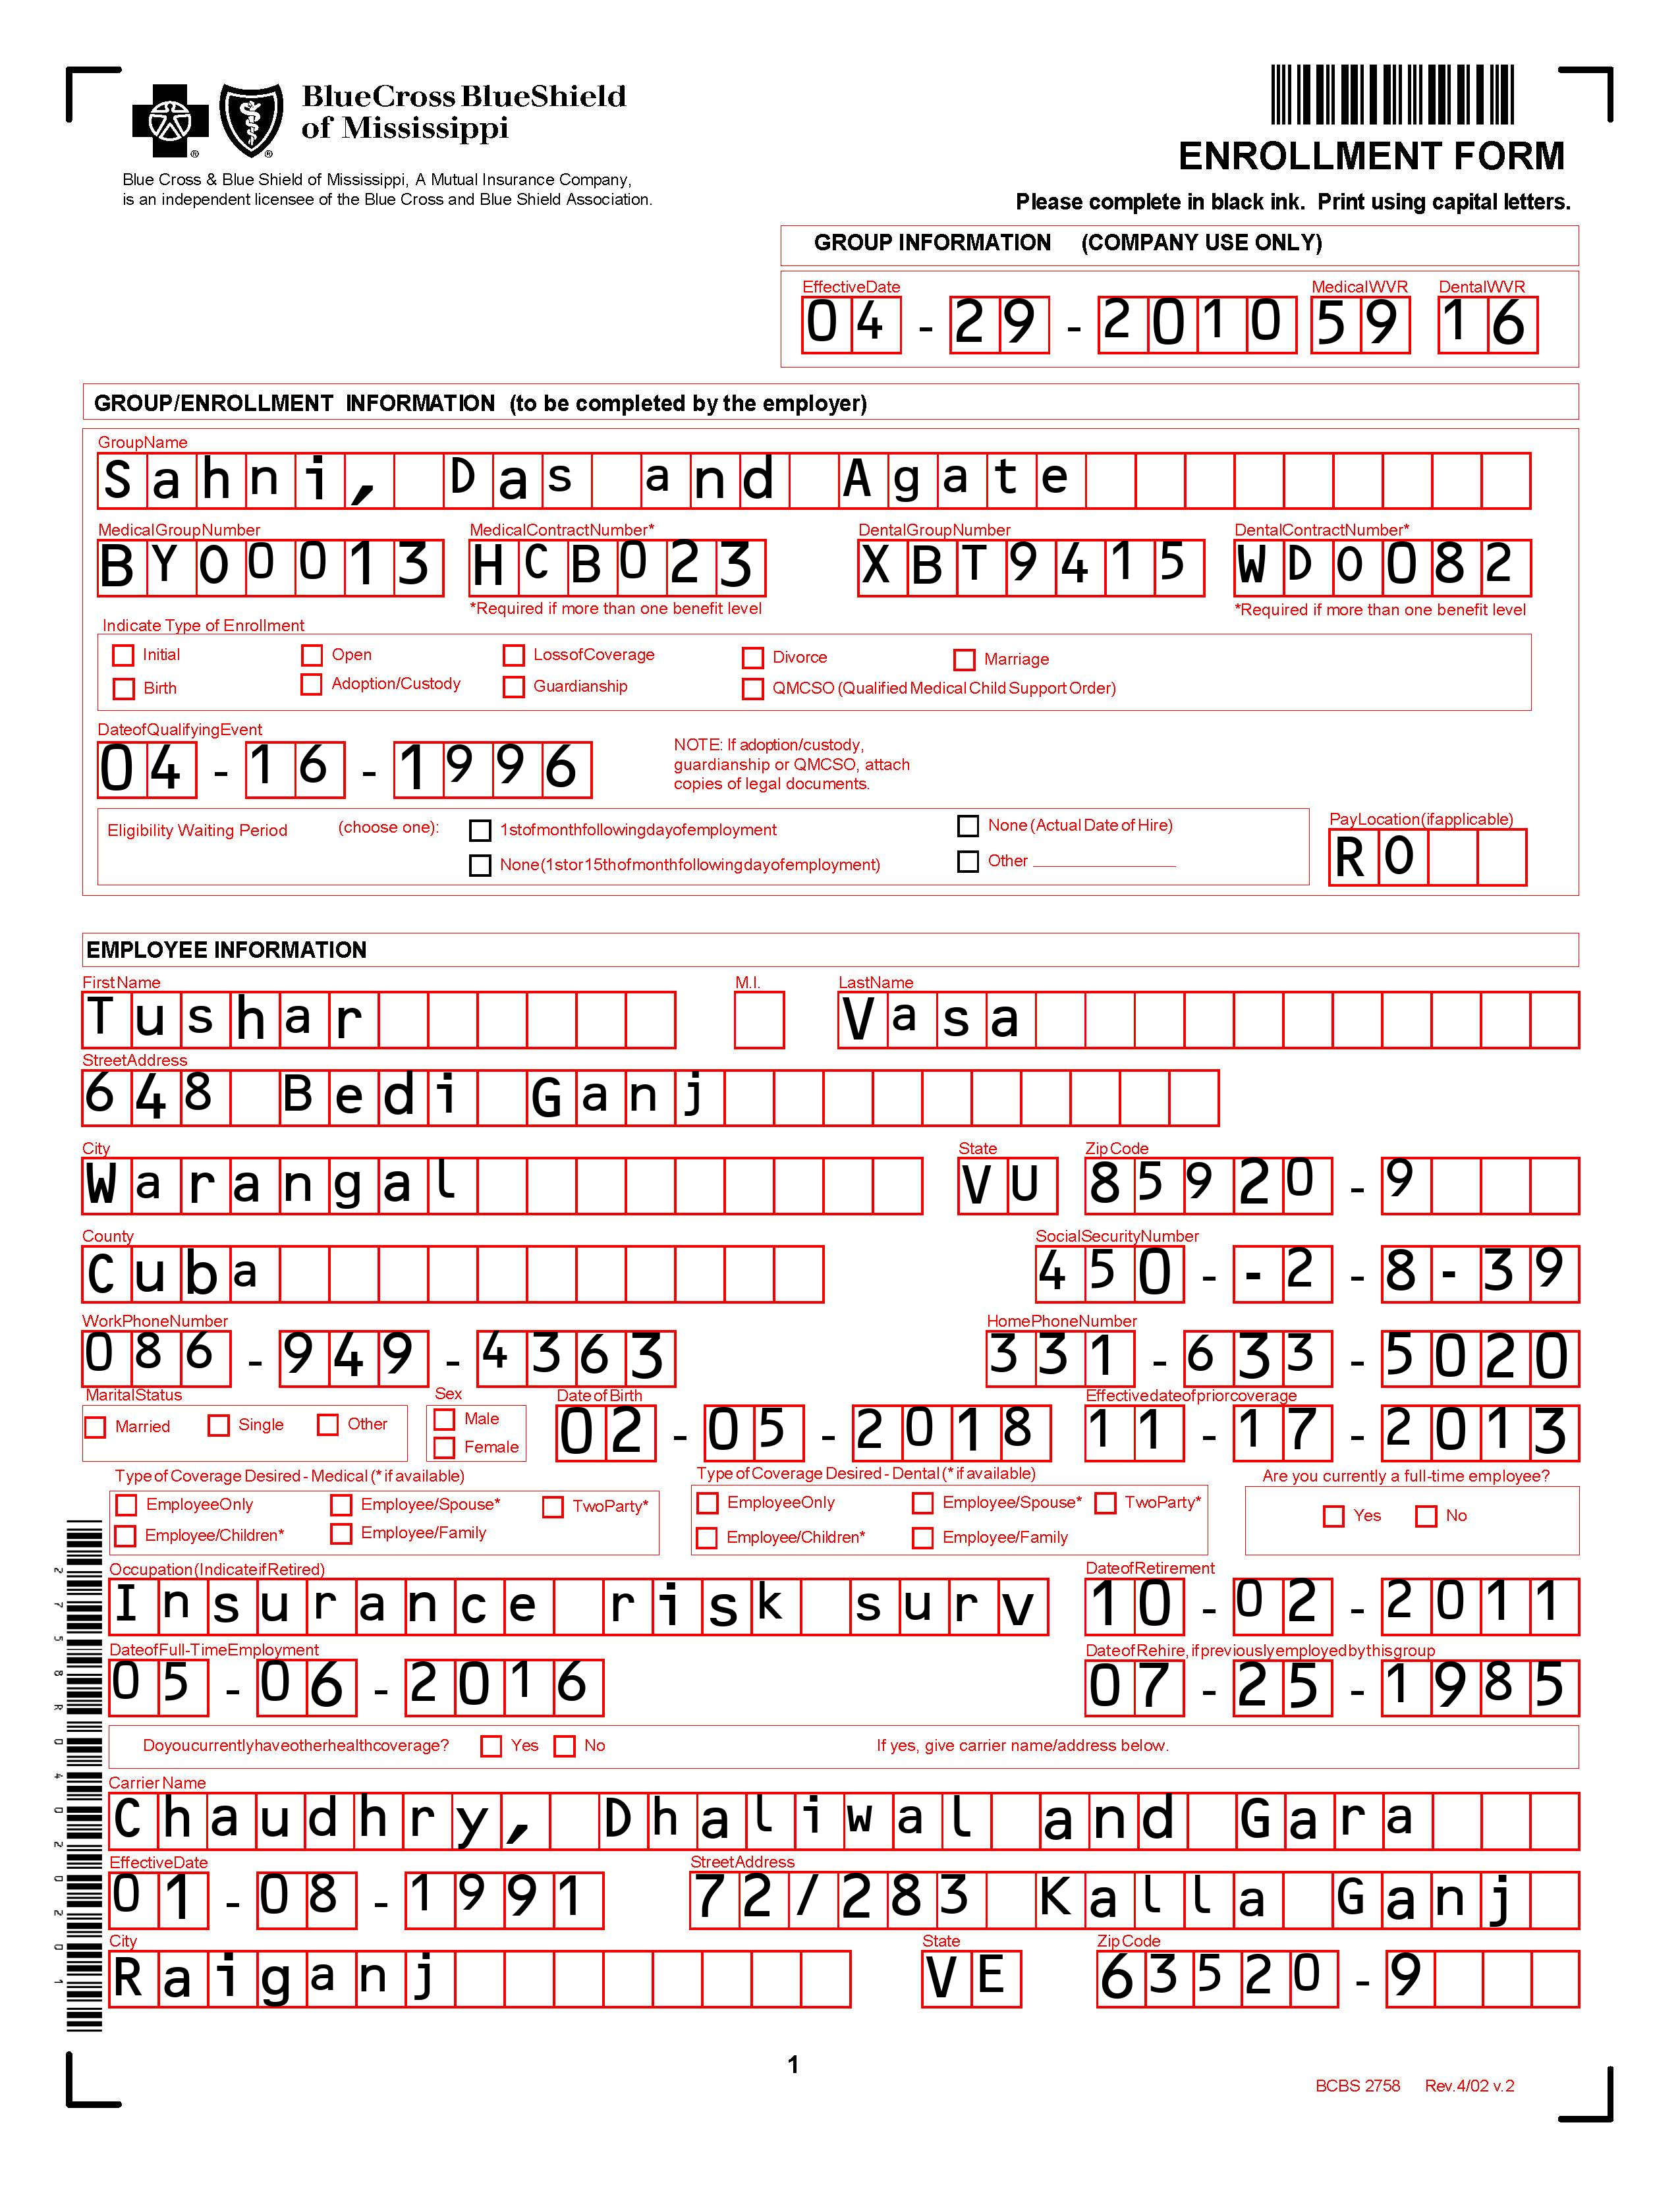 BlueCross BlueShield
of Mississippi
Blue Cross & Blue Shield of Mississippi, A Mutual Insurance Company,
is an independent licensee of the Blue Cross and Blue Shield Association.
ENROLLMENT FORM
Please complete in black ink. Print using capital letters.
GROUP INFORMATION (COMPANY USE ONLY)
EffectiveDate MedicalWVR DentalWVR
04 - 29 - 2010 59 16
GROUP/ENROLLMENT INFORMATION (to be completed by the employer)
GroupName
Sahni, Das and Agate
MedicalGroupNumber MedicalContractNumber* DentalGroupNumber DentalContractNumber*
BY00013 HCB023 XBT9415 WD0082
*Required if more than one benefit level *Required if more than one benefit level
Indicate Type of Enrollment
Initial Open LossofCoverage Divorce Marriage
Birth Adoption/Custody Guardianship QMCSO (Qualified Medical Child Support Order)
DateofQualifyingEvent
04 - 16 - 1996
NOTE: If adoption/custody,
guardianship or QMCSO, attach
copies of legal documents.
Eligibility Waiting Period (choose one): 1stofmonthfollowingdayofemployment None (Actual Date of Hire)
None(1stor15thofmonthfollowingdayofemployment) Other
PayLocation(ifapplicable)
RO
EMPLOYEE INFORMATION
FirstName M.I. LastName
Tushar Vasa
StreetAddress
648 Bedi Ganj
City State Zip Code
Warangal VU 85920 - 9
County SocialSecurityNumber
Cuba 450 - -2 - 8-39
WorkPhoneNumber HomePhoneNumber
086 - 949 - 4363 331 - 633 - 5020
MaritalStatus Sex Date of Birth Effectivedateofpriorcoverage
Married Single Other Male Female 02 - 05 - 2018 11 - 17 - 2013
Type of Coverage Desired - Medical (* if available) Type of Coverage Desired - Dental (* if available) Are you currently a full-time employee?
EmployeeOnly Employee/Spouse* TwoParty* EmployeeOnly Employee/Spouse* TwoParty* Yes No
Employee/Children* Employee/Family Employee/Children* Employee/Family
Occupation(IndicateifRetired) DateofRetirement
Insurance risk surv 10 - 02 - 2011
DateofFull-TimeEmployment DateofRehire,ifpreviouslyemployedbythisgroup
05 - 06 - 2016 07 - 25 - 1985
Doyoucurrentlyhaveotherhealthcoverage? Yes No If yes, give carrier name/address below.
Carrier Name
Chaudhry, Dhaliwal and Gara
EffectiveDate StreetAddress
01 - 08 - 1991 72/283 Kalla Ganj
City State Zip Code
Raiganj VE 63520 - 9
2758R04020201
1
BCBS 2758 Rev.4/02 v.2